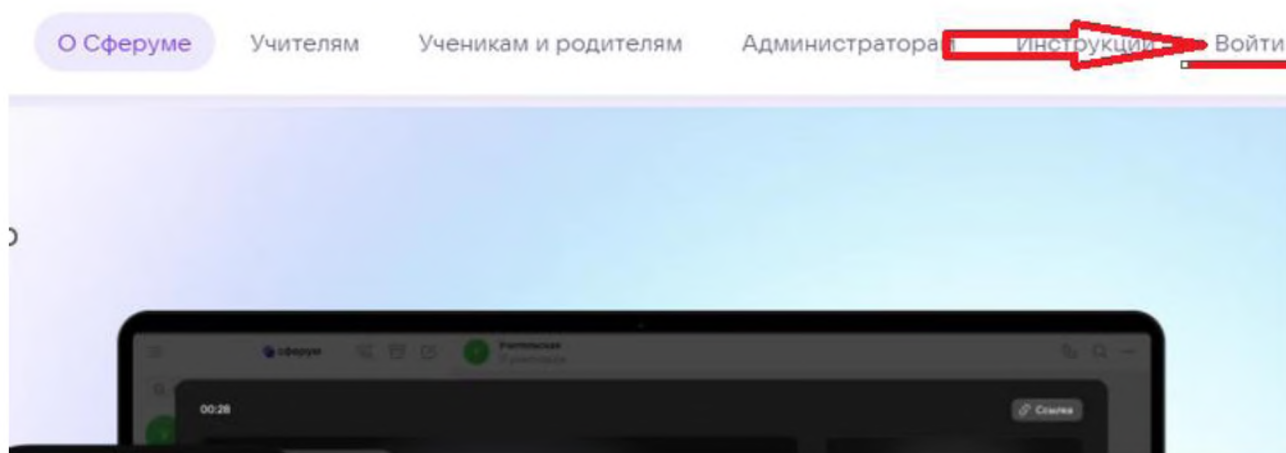 О Сферуме Учителям Ученикам и родителям Администраторам Инструкции Войти
сферум Учительская
00:28 Ссылка